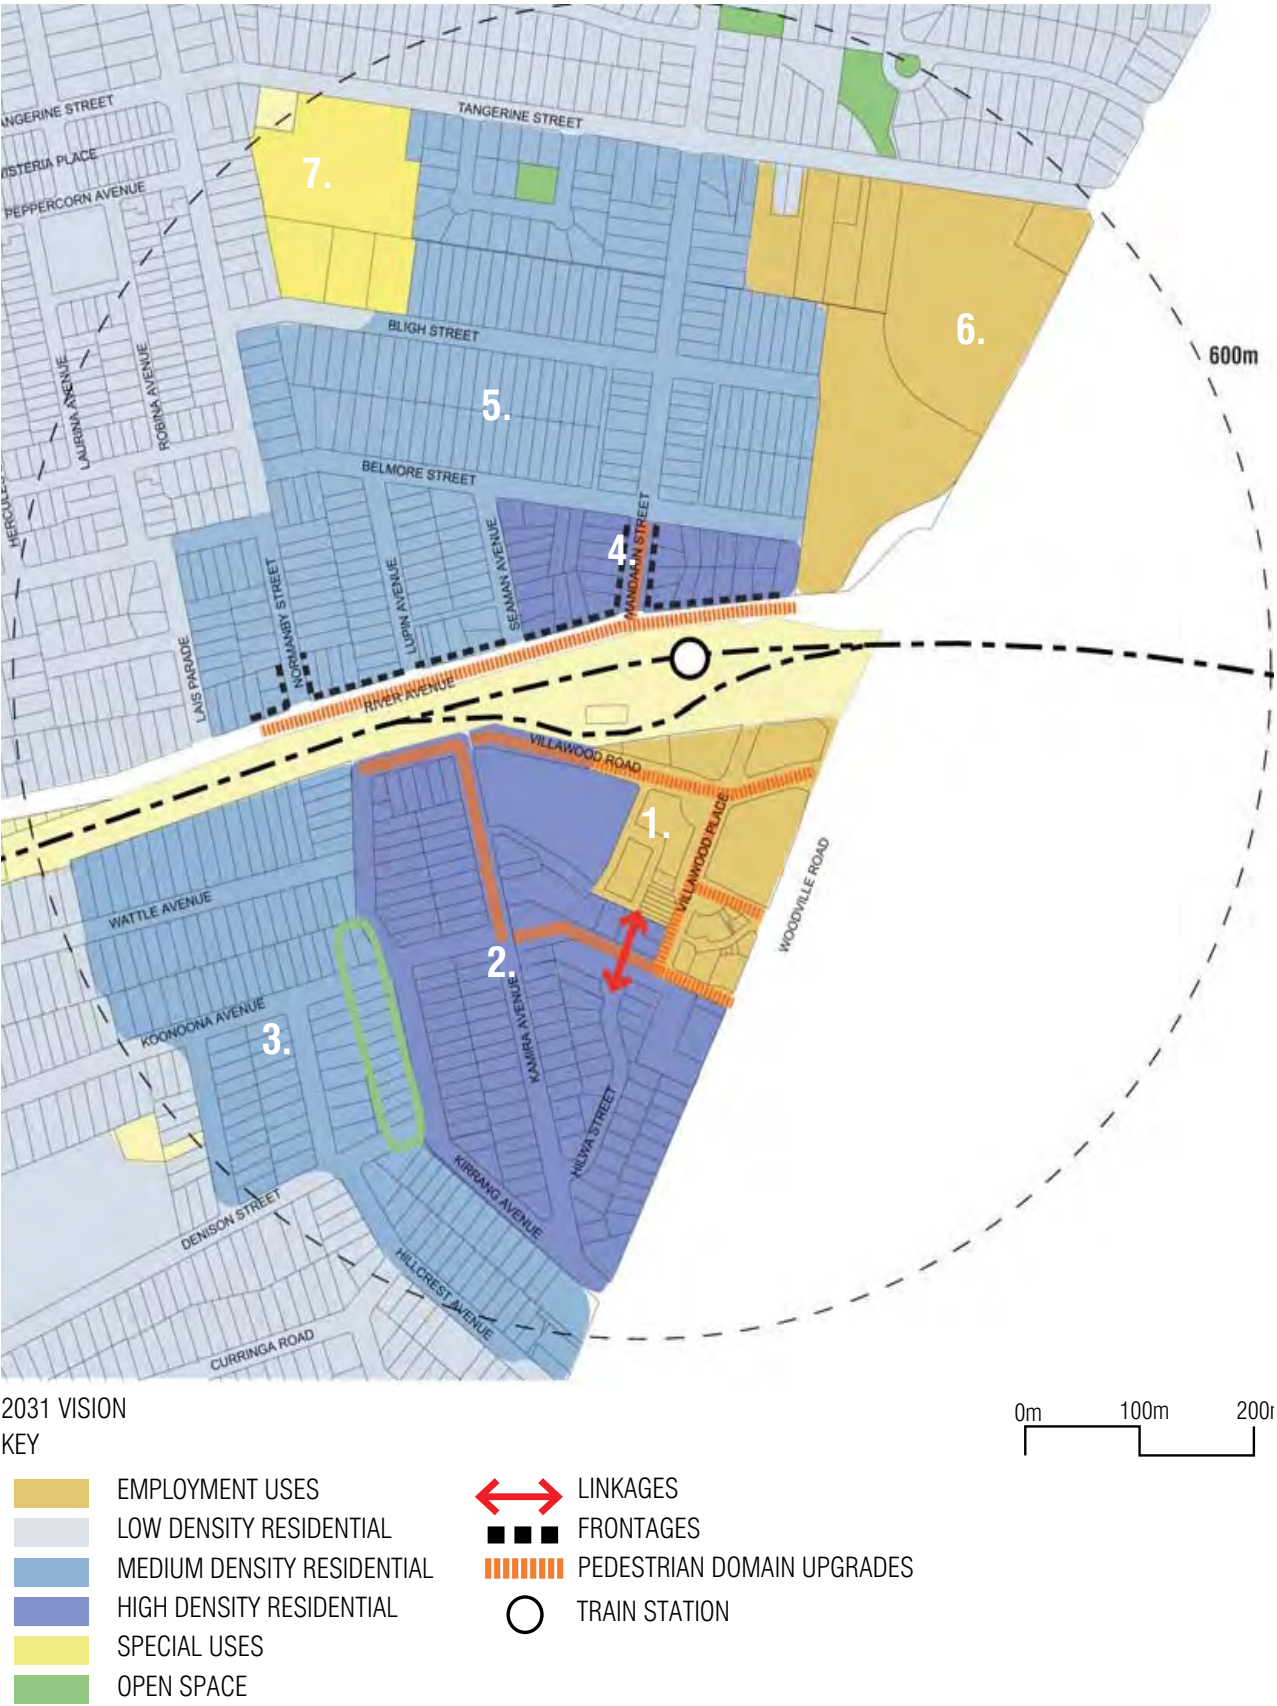 TANGERINE STREET
ANGERINE STREET
ISTERIA PLACE
PEPPERCORN AVENUE
7.
6.
600m
BLIGH STREET
LAURINA AVENUE
ROBINA AVENUE
5.
BELMORE STREET
HERCULES
MANDARIN STREET
4.
SEAMAN AVENUE
LUPIN AVENUE
NORMANBY STREET
LAIS PARADE
RIVER AVENUE
VILLAWOOD ROAD
1.
VILLAWOOD PLACE
WOODVILLE ROAD
WATTLE AVENUE
2.
KAMIRA AVENUE
KOONOONA AVENUE
3.
HILWA STREET
KIRRANG AVENUE
DENISON STREET
HILLCREST AVENUE
CURRINGA ROAD
2031 VISION
KEY
0m 100m 200m
EMPLOYMENT USES
LOW DENSITY RESIDENTIAL
MEDIUM DENSITY RESIDENTIAL
HIGH DENSITY RESIDENTIAL
SPECIAL USES
OPEN SPACE
LINKAGES
FRONTAGES
PEDESTRIAN DOMAIN UPGRADES
TRAIN STATION